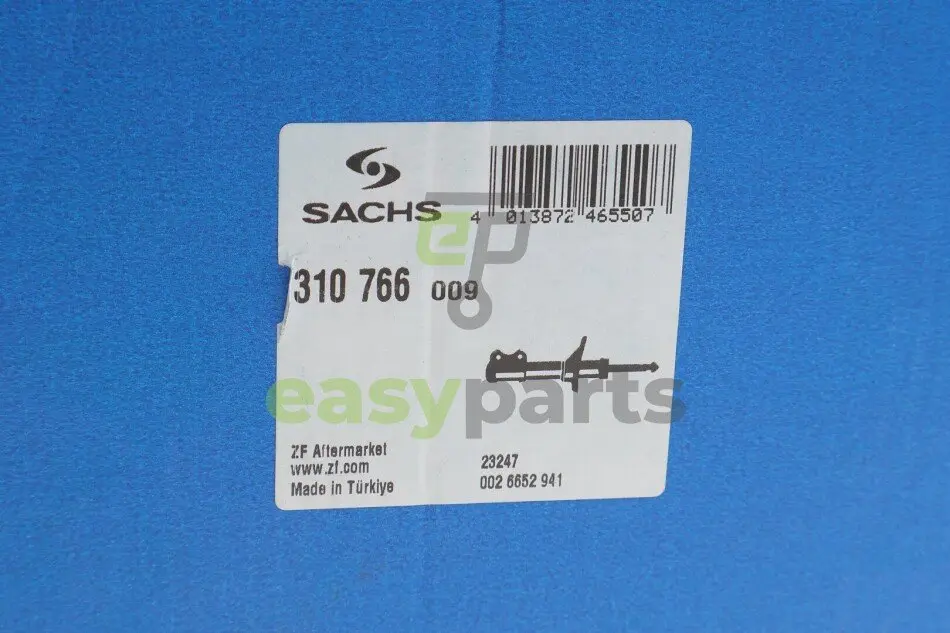 SACHS
4 013872 465507
310 766 009
ep
easyparts
ZF Aftermarket
www.zf.com
Made in Türkiye
23247
002 6652 941